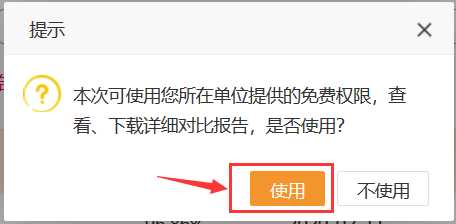 提示
本次可使用您所在单位提供的免费权限，查
看、下载详细对比报告，是否使用？
使用
不使用